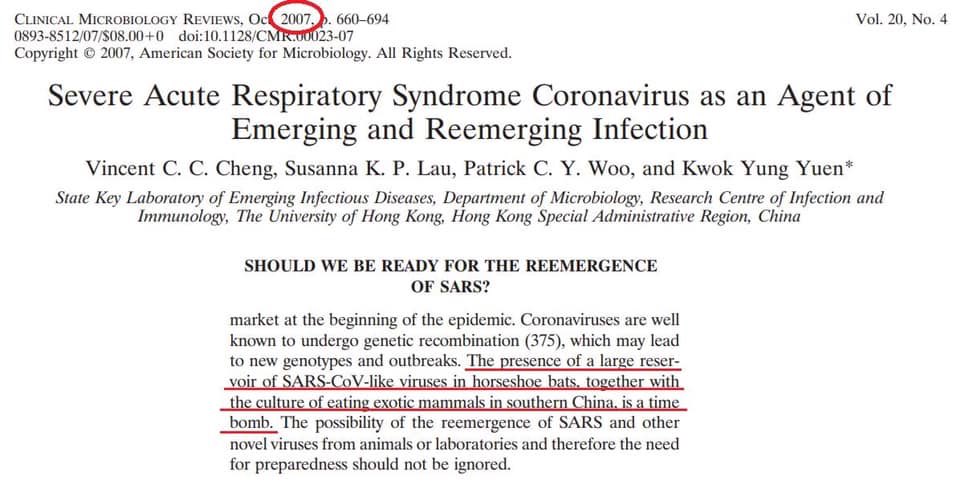 CLINICAL MICROBIOLOGY REVIEWS, Oct. 2007, p. 660–694 Vol. 20, No. 4
0893-8512/07/$08.00+0 doi:10.1128/CMR.00023-07
Copyright © 2007, American Society for Microbiology. All Rights Reserved.
Severe Acute Respiratory Syndrome Coronavirus as an Agent of
Emerging and Reemerging Infection
Vincent C. C. Cheng, Susanna K. P. Lau, Patrick C. Y. Woo, and Kwok Yung Yuen*
State Key Laboratory of Emerging Infectious Diseases, Department of Microbiology, Research Centre of Infection and
Immunology, The University of Hong Kong, Hong Kong Special Administrative Region, China
SHOULD WE BE READY FOR THE REEMERGENCE
OF SARS?
market at the beginning of the epidemic. Coronaviruses are well
known to undergo genetic recombination (375), which may lead
to new genotypes and outbreaks. The presence of a large reser-
voir of SARS-CoV-like viruses in horseshoe bats, together with
the culture of eating exotic mammals in southern China, is a time
bomb. The possibility of the reemergence of SARS and other
novel viruses from animals or laboratories and therefore the need
for preparedness should not be ignored.